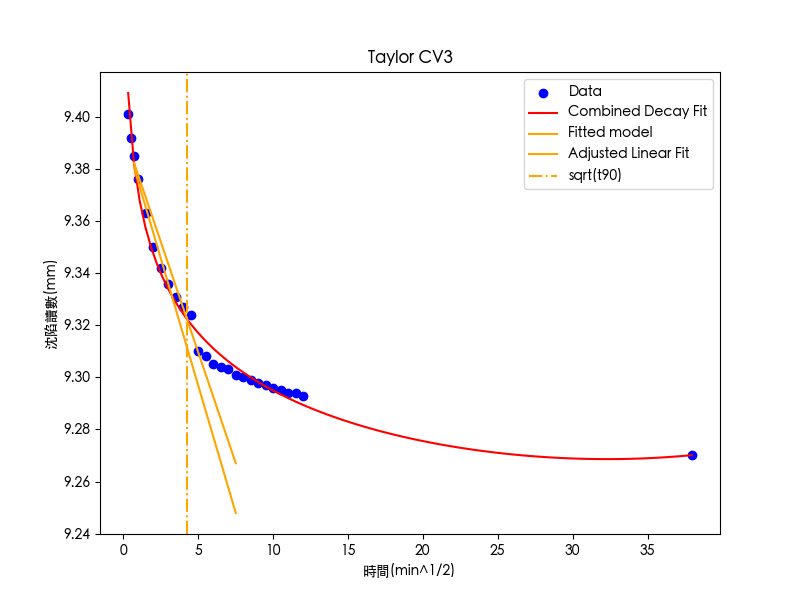 Taylor CV3
Data
Combined Decay Fit
Fitted model
Adjusted Linear Fit
sqrt(t90)
9.40
9.38
9.36
9.34
9.32
9.30
9.28
9.26
9.24
沈陷讀數(mm)
0 5 10 15 20 25 30 35
時間(min^1/2)